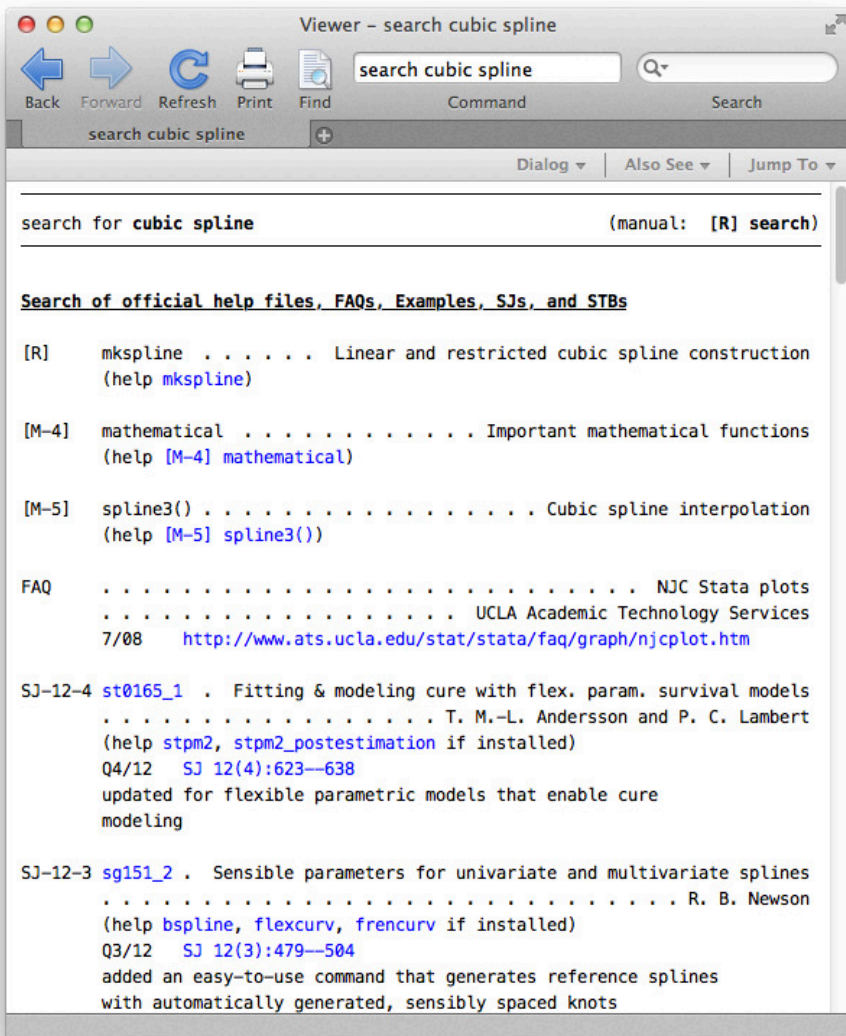 Viewer – search cubic spline
search cubic spline
Back Forward Refresh Print Find Command Search
search cubic spline
Dialog Also See Jump To
search for cubic spline (manual: [R] search)
Search of official help files, FAQs, Examples, SJs, and STBs
[R] mkspline . . . . . . Linear and restricted cubic spline construction
(help mkspline)
[M–4] mathematical . . . . . . . . . . . . Important mathematical functions
(help [M–4] mathematical)
[M–5] spline3() . . . . . . . . . . . . . . . . . Cubic spline interpolation
(help [M–5] spline3())
FAQ . . . . . . . . . . . . . . . . . . . . . . . . . . . NJC Stata plots
. . . . . . . . . . . . . . . . . . UCLA Academic Technology Services
7/08 http://www.ats.ucla.edu/stat/stata/faq/graph/njcplot.htm
SJ–12–4 st0165_1 . Fitting & modeling cure with flex. param. survival models
. . . . . . . . . . . . . . . . . T. M.–L. Andersson and P. C. Lambert
(help stpm2, stpm2_postestimation if installed)
Q4/12 SJ 12(4):623––638
updated for flexible parametric models that enable cure
modeling
SJ–12–3 sg151_2 . Sensible parameters for univariate and multivariate splines
. . . . . . . . . . . . . . . . . . . . . . . . . . . . . R. B. Newson
(help bspline, flexcurv, frencurv if installed)
Q3/12 SJ 12(3):479––504
added an easy–to–use command that generates reference splines
with automatically generated, sensibly spaced knots